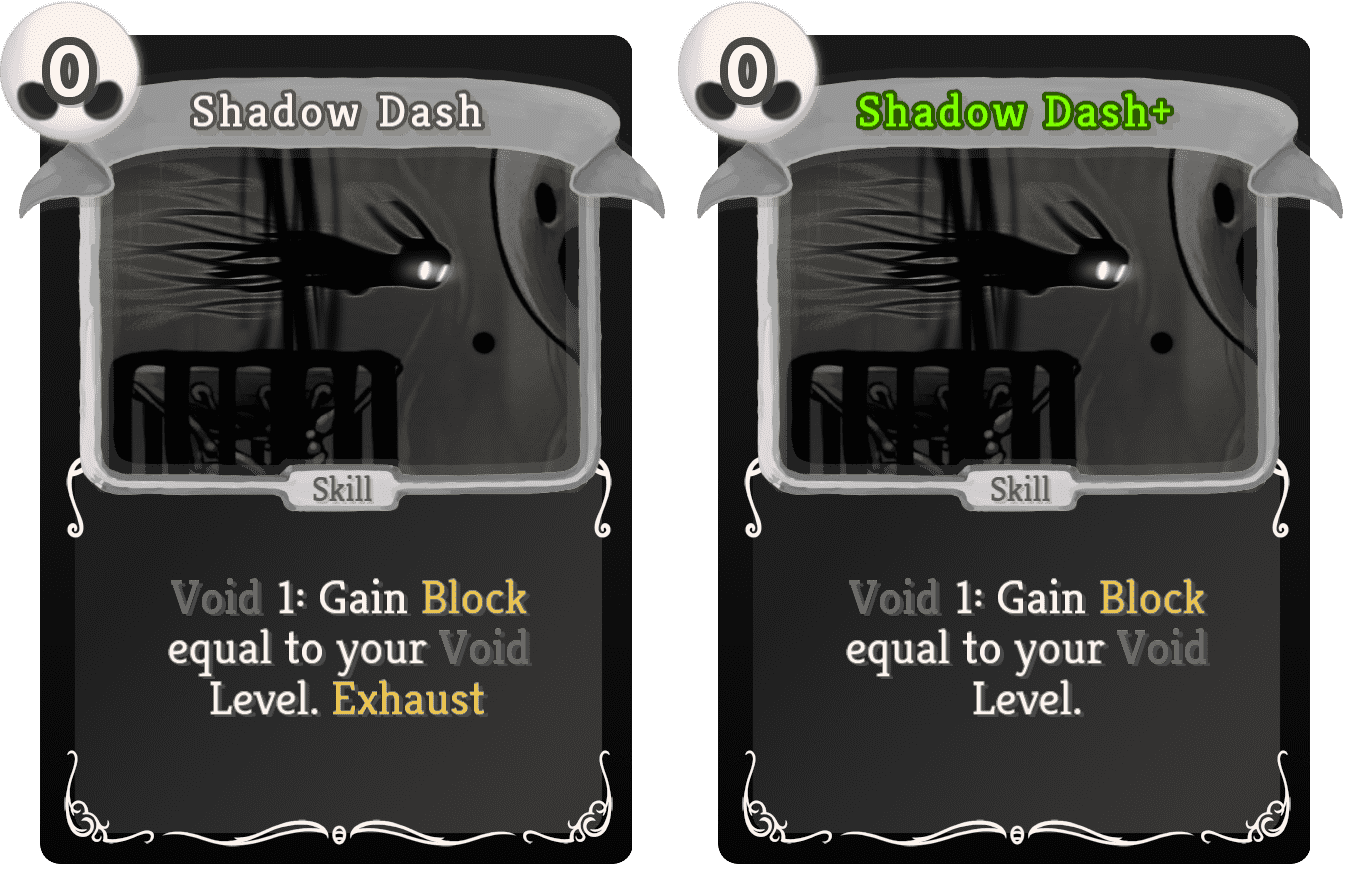 0
Shadow Dash
Skill
Void 1: Gain Block
equal to your Void
Level. Exhaust
0
Shadow Dash+
Skill
Void 1: Gain Block
equal to your Void
Level.